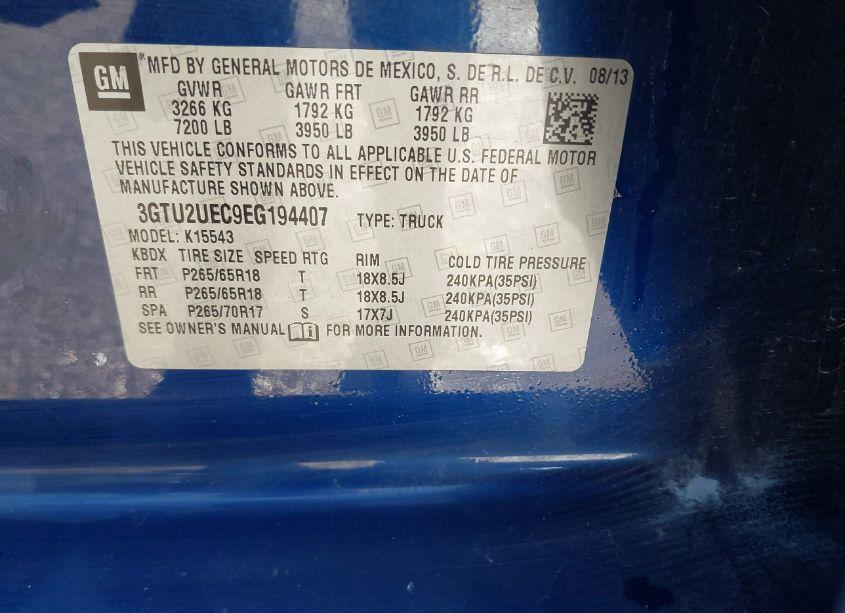 GM ® MFD BY GENERAL MOTORS DE MEXICO, S. DE R.L. DE C.V. 08/13
GVWR GAWR FRT GAWR RR
3266 KG 1792 KG 1792 KG
7200 LB 3950 LB 3950 LB
THIS VEHICLE CONFORMS TO ALL APPLICABLE U.S. FEDERAL MOTOR
VEHICLE SAFETY STANDARDS IN EFFECT ON THE DATE OF
MANUFACTURE SHOWN ABOVE.
3GTU2UEC9EG194407 TYPE: TRUCK
MODEL: K15543
KBDX TIRE SIZE SPEED RTG RIM COLD TIRE PRESSURE
FRT P265/65R18 T 18X8.5J 240KPA(35PSI)
RR P265/65R18 T 18X8.5J 240KPA(35PSI)
SPA P265/70R17 S 17X7J 240KPA(35PSI)
SEE OWNER'S MANUAL FOR MORE INFORMATION.